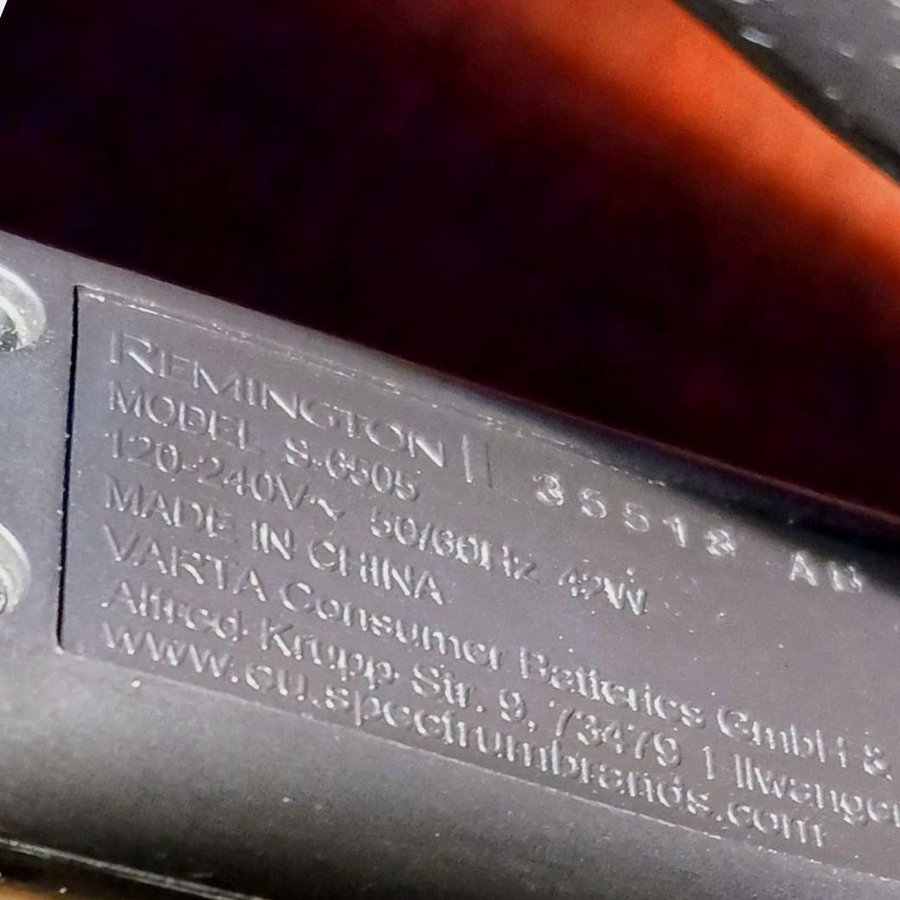 REMINGTON
MODEL S-6505
120-240V~ 50/60Hz 42W
35518 AB
MADE IN CHINA
VARTA Consumer Batteries GmbH &
Alfred-Krupp-Str. 9, 73479 Ellwangen
www.eu.spectrumbrands.com